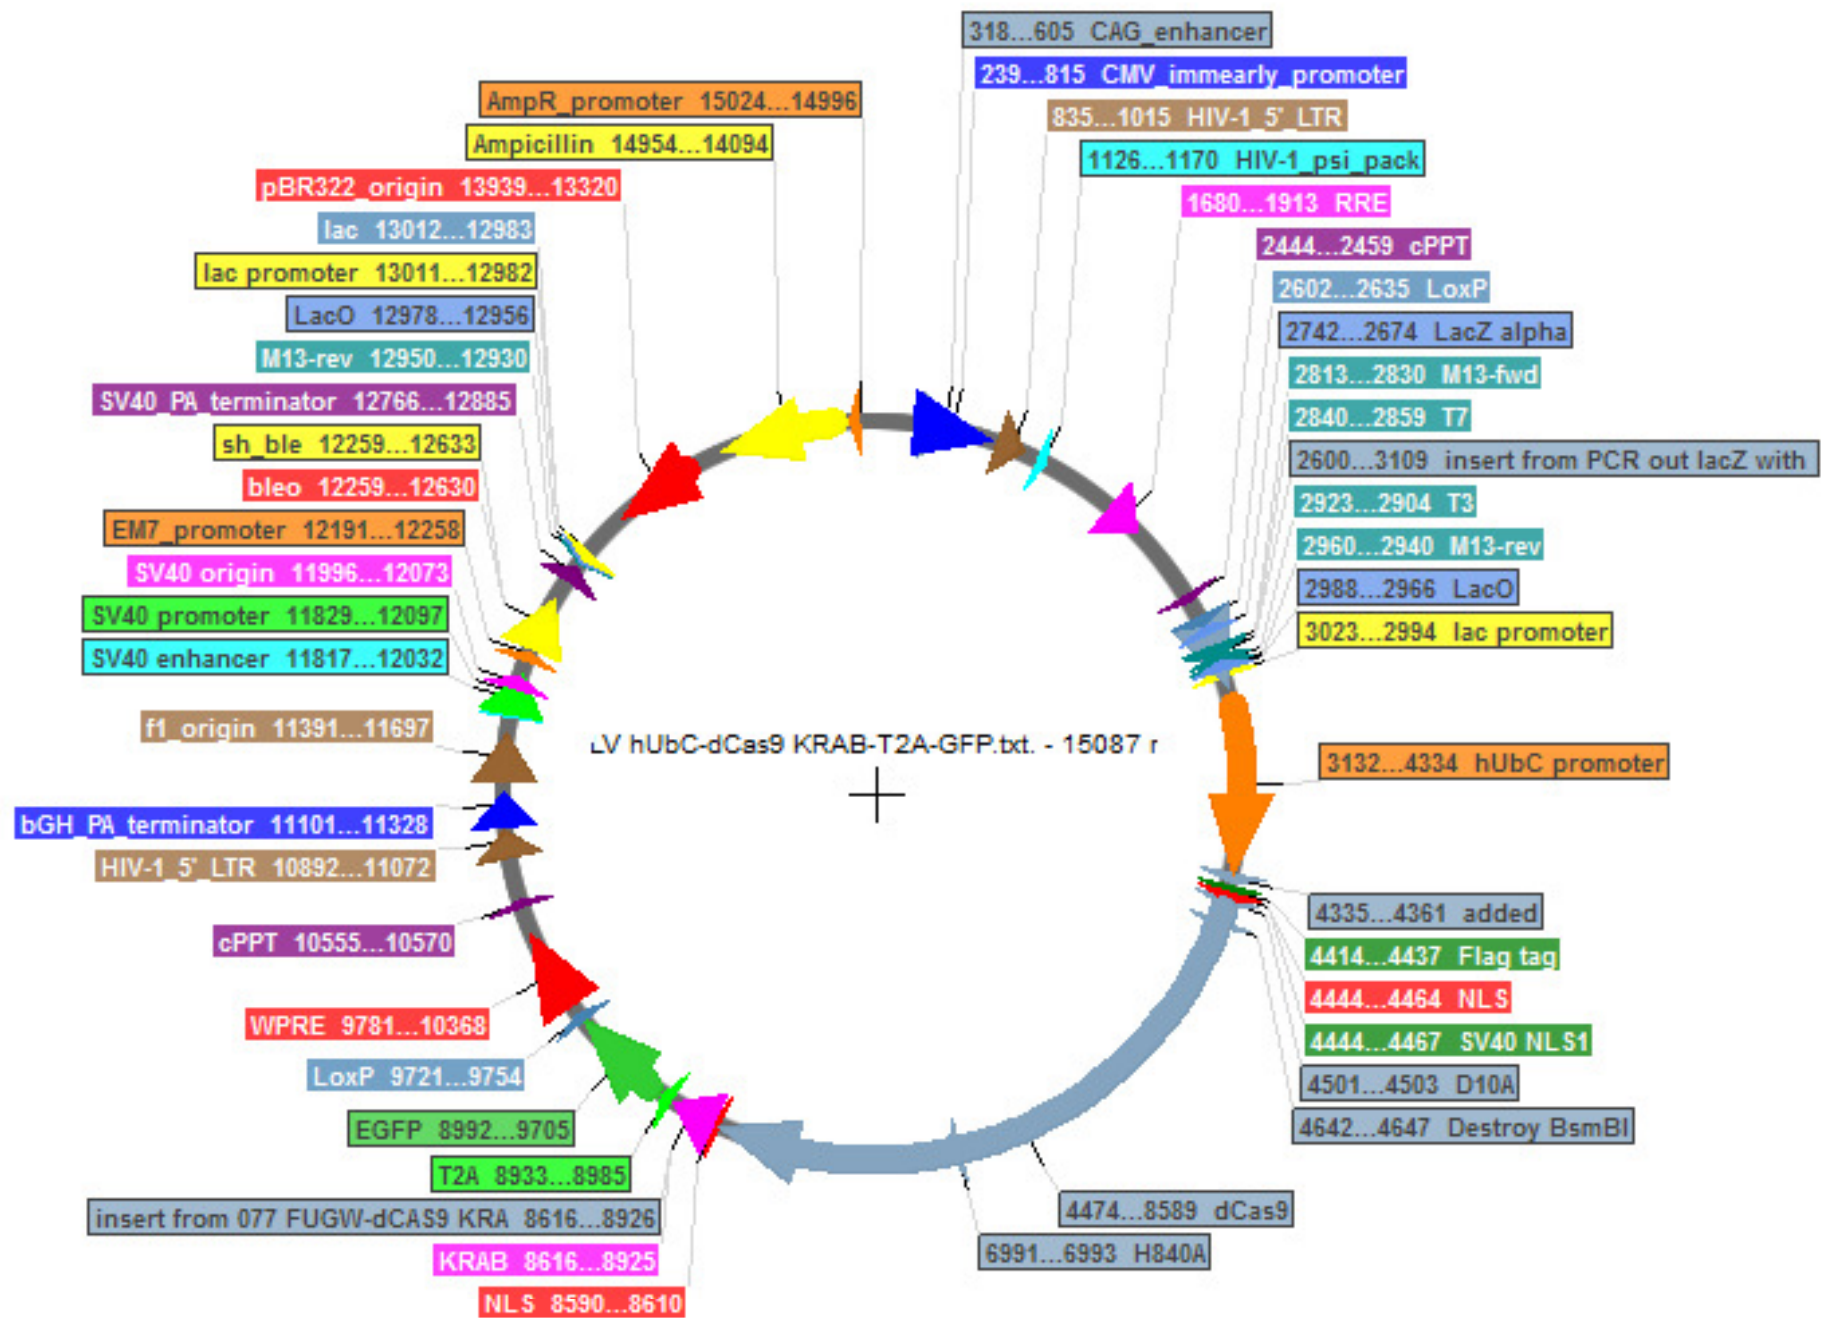 318...605 CAG_enhancer
239...815 CMV_immearly_promoter
835...1015 HIV-1_5'_LTR
1126...1170 HIV-1_psi_pack
1680...1913 RRE
2444...2459 cPPT
2602...2635 LoxP
2742...2674 LacZ alpha
2813...2830 M13-fwd
2840...2859 T7
2600...3109 insert from PCR out lacZ with
2923...2904 T3
2960...2940 M13-rev
2988...2966 LacO
3023...2994 lac promoter
3132...4334 hUbC promoter
4335...4361 added
4414...4437 Flag tag
4444...4464 NLS
4444...4467 SV40 NLS1
4501...4503 D10A
4642...4647 Destroy BsmBI
4474...8589 dCas9
6991...6993 H840A
AmpR_promoter 15024...14996
Ampicillin 14954...14094
pBR322_origin 13939...13320
lac 13012...12983
lac promoter 13011...12982
LacO 12978...12956
M13-rev 12950...12930
SV40_PA_terminator 12766...12885
sh_ble 12259...12633
bleo 12259...12630
EM7_promoter 12191...12258
SV40 origin 11996...12073
SV40 promoter 11829...12097
SV40 enhancer 11817...12032
f1_origin 11391...11697
bGH_PA_terminator 11101...11328
HIV-1_5'_LTR 10892...11072
cPPT 10555...10570
WPRE 9781...10368
LoxP 9721...9754
EGFP 8992...9705
T2A 8933...8985
insert from 077 FUGW-dCAS9 KRA 8616...8926
KRAB 8616...8925
NLS 8590...8610
LV hUbC-dCas9 KRAB-T2A-GFP.txt. - 15087 r